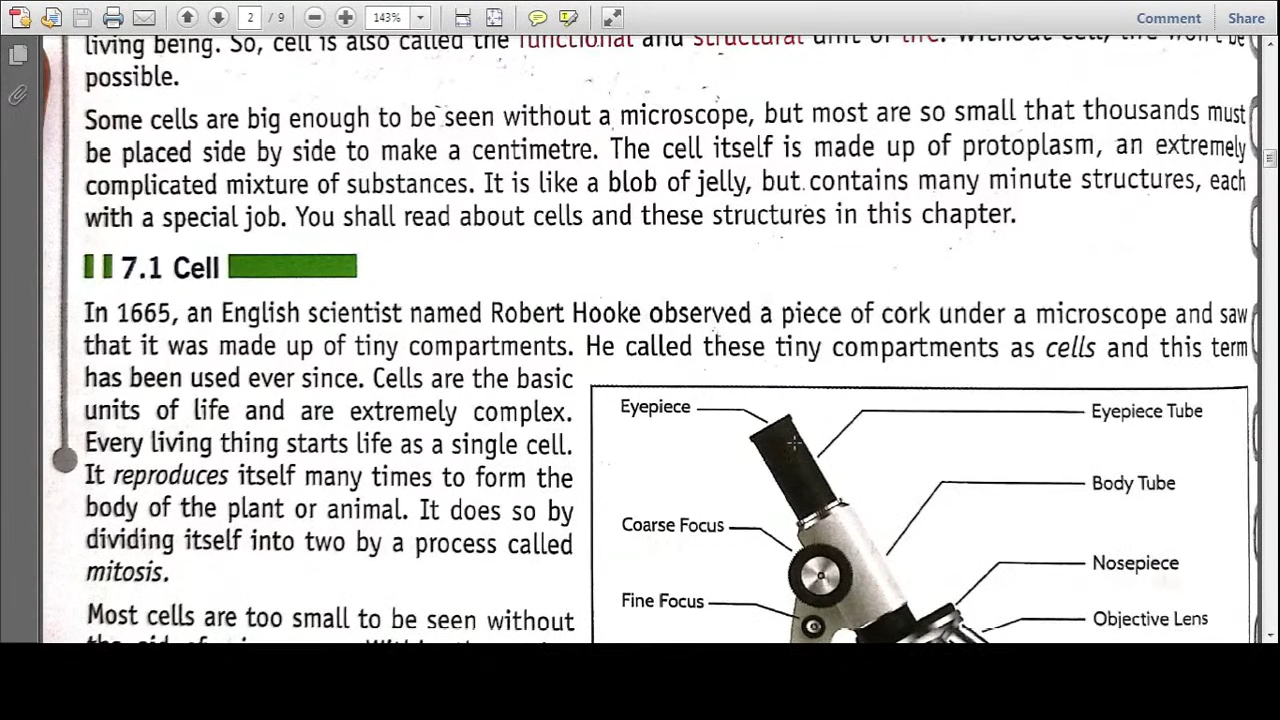 2 / 9
143%
Comment
Share
living being. So, cell is also called the functional and structural unit of life. Without cell, life won't be
possible.
Some cells are big enough to be seen without a microscope, but most are so small that thousands must
be placed side by side to make a centimetre. The cell itself is made up of protoplasm, an extremely
complicated mixture of substances. It is like a blob of jelly, but contains many minute structures, each
with a special job. You shall read about cells and these structures in this chapter.
7.1 Cell
In 1665, an English scientist named Robert Hooke observed a piece of cork under a microscope and saw
that it was made up of tiny compartments. He called these tiny compartments as cells and this term
has been used ever since. Cells are the basic
units of life and are extremely complex.
Every living thing starts life as a single cell.
It reproduces itself many times to form the
body of the plant or animal. It does so by
dividing itself into two by a process called
mitosis.
Most cells are too small to be seen without
Eyepiece
Eyepiece Tube
Body Tube
Coarse Focus
Nosepiece
Fine Focus
Objective Lens